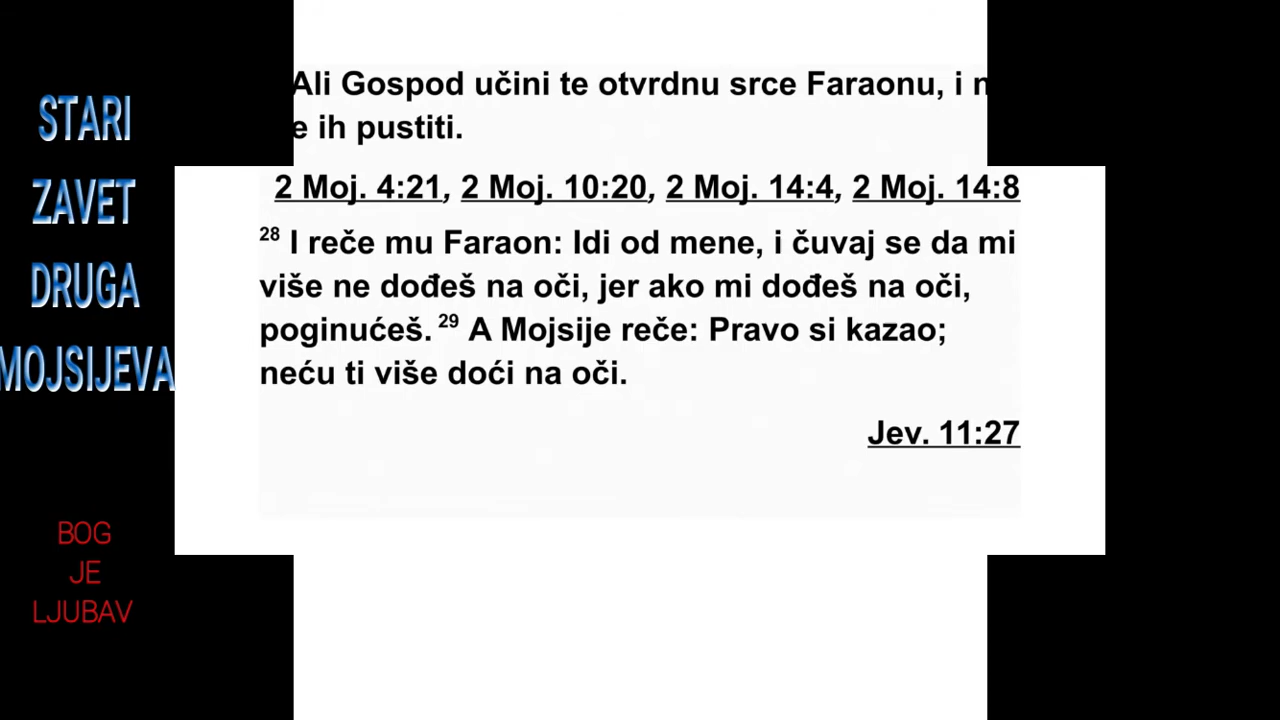 STARI
ZAVET
DRUGA
MOJSIJEVA
BOG
JE
LJUBAV
Ali Gospod učini te otvrdnu srce Faraonu, i
ih pustiti.
2 Moj. 4:21, 2 Moj. 10:20, 2 Moj. 14:4, 2 Moj. 14:8
28 I reče mu Faraon: Idi od mene, i čuvaj se da mi
više ne dođeš na oči, jer ako mi dođeš na oči,
poginućeš. 29 A Mojsije reče: Pravo si kazao;
neću ti više doći na oči.
Jev. 11:27